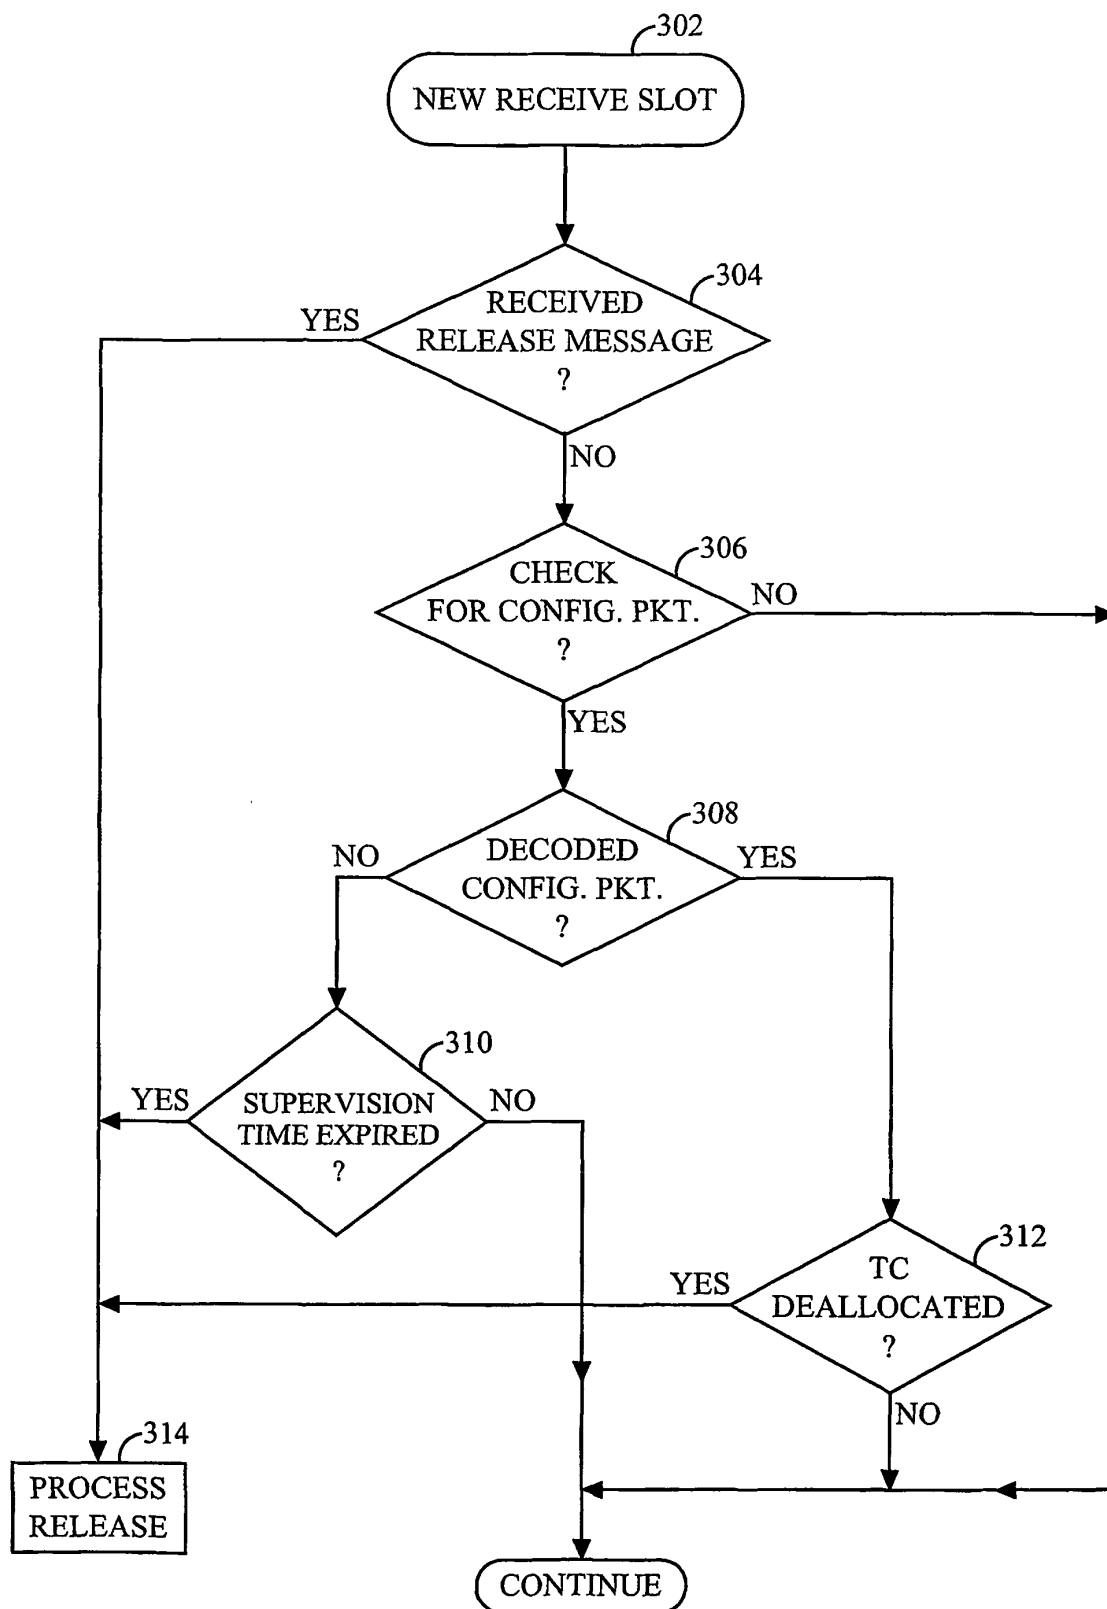 302
NEW RECEIVE SLOT
304
YES
RECEIVED
RELEASE MESSAGE
?
NO
306
CHECK
FOR CONFIG. PKT.
?
NO
YES
308
NO
DECODED
CONFIG. PKT.
?
YES
310
YES
SUPERVISION
TIME EXPIRED
?
NO
312
YES
TC
DEALLOCATED
?
NO
314
PROCESS
RELEASE
CONTINUE